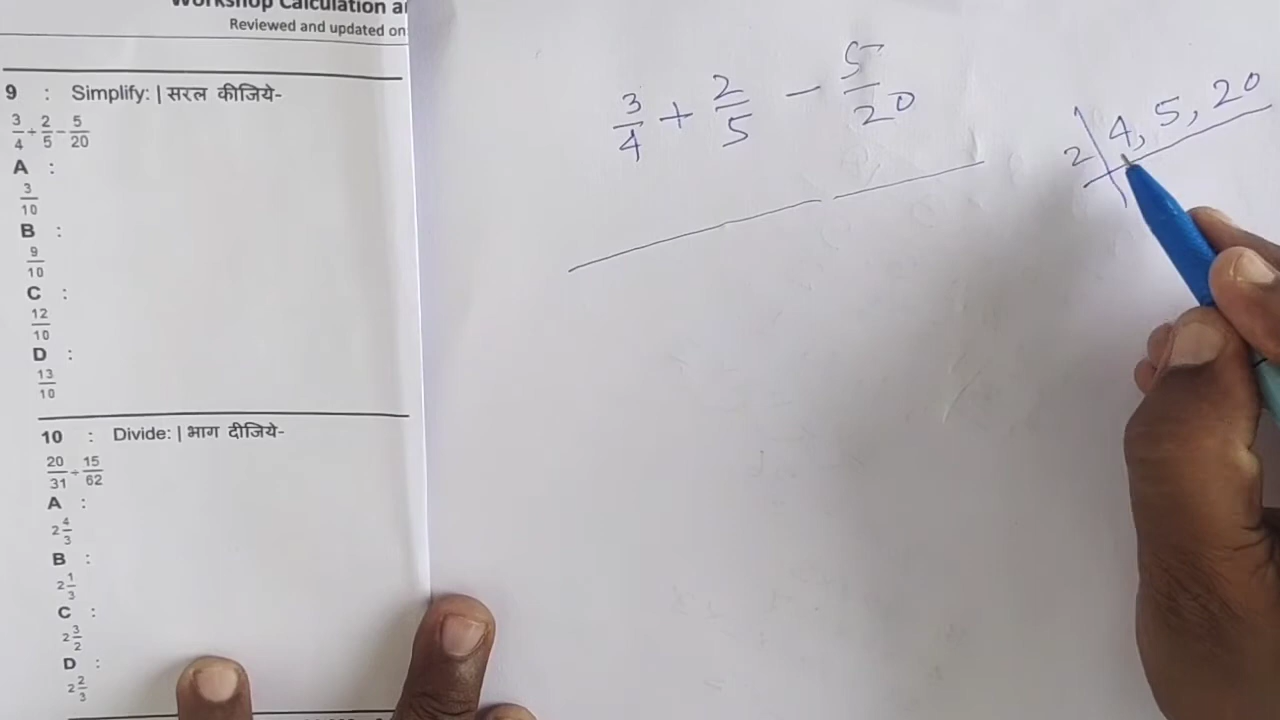 Workshop Calculation a
Reviewed and updated on
9 : Simplify: | सरल कीजिये-
3/4 + 2/5 − 5/20
A :
3/10
B :
9/10
C :
12/10
D :
13/10
10 : Divide: | भाग दीजिये-
20/31 ÷ 15/62
A :
2 4/3
B :
2 1/3
C :
2 3/2
D :
2 2/3
3/4 + 2/5 − 5/20
2 | 4, 5, 20